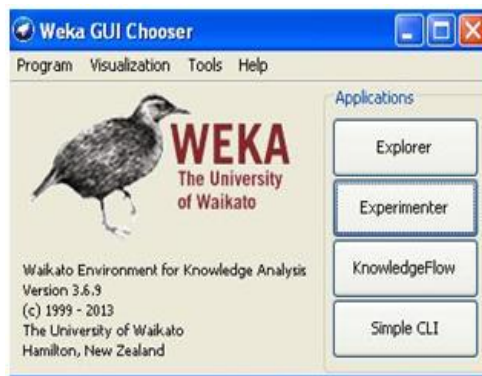 Weka GUI Chooser
Program Visualization Tools Help
WEKA
The University
of Waikato
Waikato Environment for Knowledge Analysis
Version 3.6.9
(c) 1999 - 2013
The University of Waikato
Hamilton, New Zealand
Applications
Explorer
Experimenter
KnowledgeFlow
Simple CLI